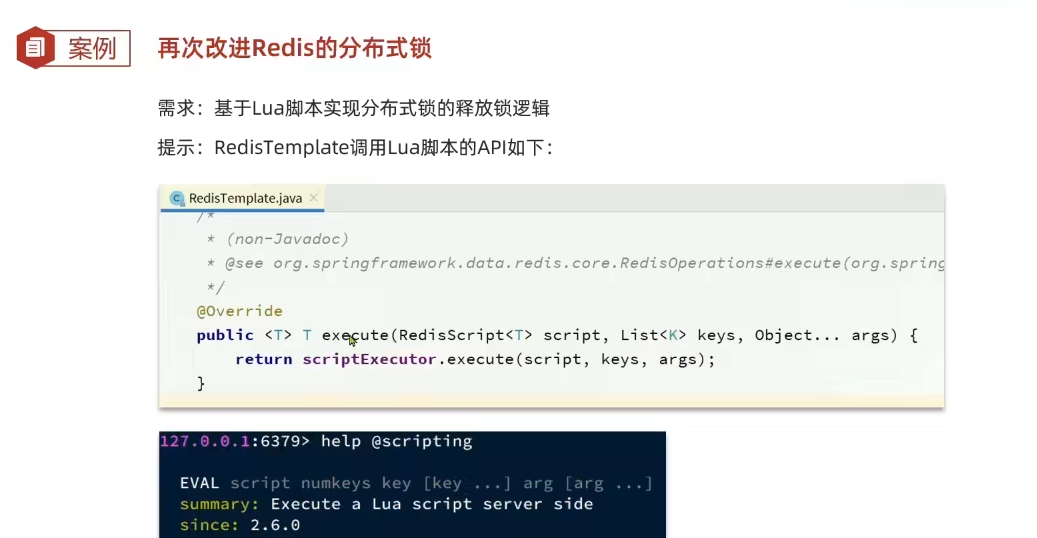 案例 再次改进Redis的分布式锁
需求：基于Lua脚本实现分布式锁的释放锁逻辑
提示：RedisTemplate调用Lua脚本的API如下：
RedisTemplate.java
/*
* (non-Javadoc)
* @see org.springframework.data.redis.core.RedisOperations#execute(org.spring
*/
@Override
public <T> T execute(RedisScript<T> script, List<K> keys, Object... args) {
return scriptExecutor.execute(script, keys, args);
}
127.0.0.1:6379> help @scripting
EVAL script numkeys key [key ...] arg [arg ...]
summary: Execute a Lua script server side
since: 2.6.0